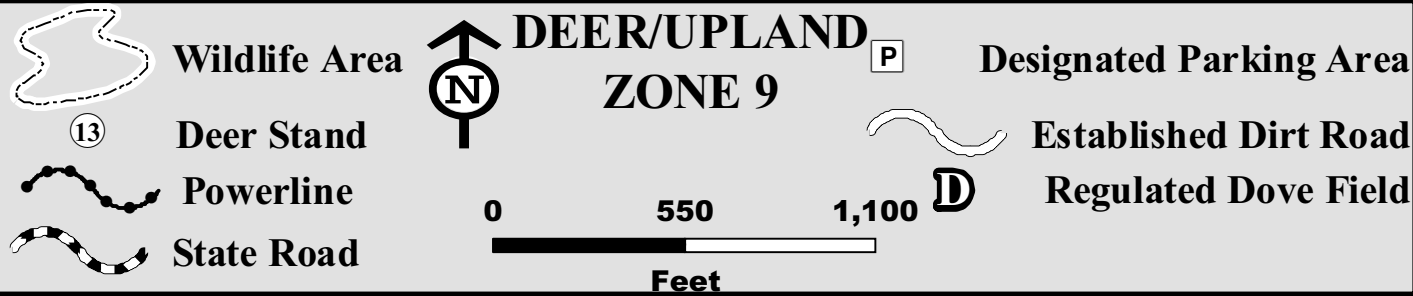 Wildlife Area
13
Deer Stand
Powerline
State Road
N
DEER/UPLAND
ZONE 9
0 550 1,100
Feet
P
Designated Parking Area
Established Dirt Road
D
Regulated Dove Field